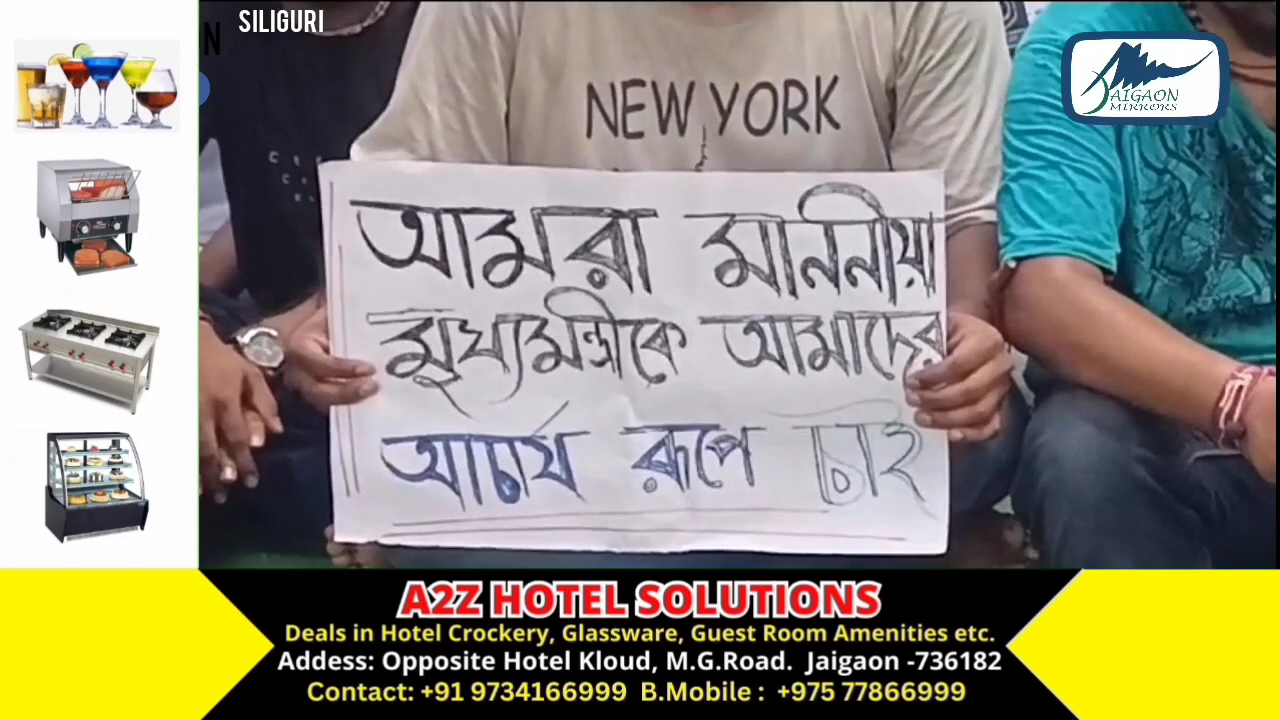 SILIGURI
NEW YORK
JAIGAON
MIRRORS
আমরা মাননীয়া
মুখ্যমন্ত্রীকে আমাদের
আচার্য রূপে চাই
A2Z HOTEL SOLUTIONS
Deals in Hotel Crockery, Glassware, Guest Room Amenities etc.
Addess: Opposite Hotel Kloud, M.G.Road. Jaigaon -736182
Contact: +91 9734166999 B.Mobile : +975 77866999